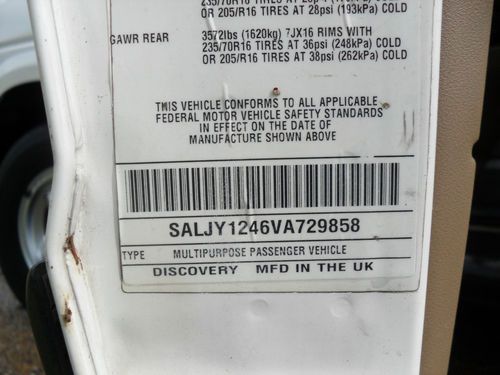 OR 205/R16 TIRES AT 28psi (193kPa) COLD
GAWR REAR 3572lbs (1620kg) 7JX16 RIMS WITH
235/70R16 TIRES AT 36psi (248kPa) COLD
OR 205/R16 TIRES AT 38psi (262kPa) COLD
THIS VEHICLE CONFORMS TO ALL APPLICABLE
FEDERAL MOTOR VEHICLE SAFETY STANDARDS
IN EFFECT ON THE DATE OF
MANUFACTURE SHOWN ABOVE
SALJY1246VA729858
TYPE MULTIPURPOSE PASSENGER VEHICLE
DISCOVERY MFD IN THE UK